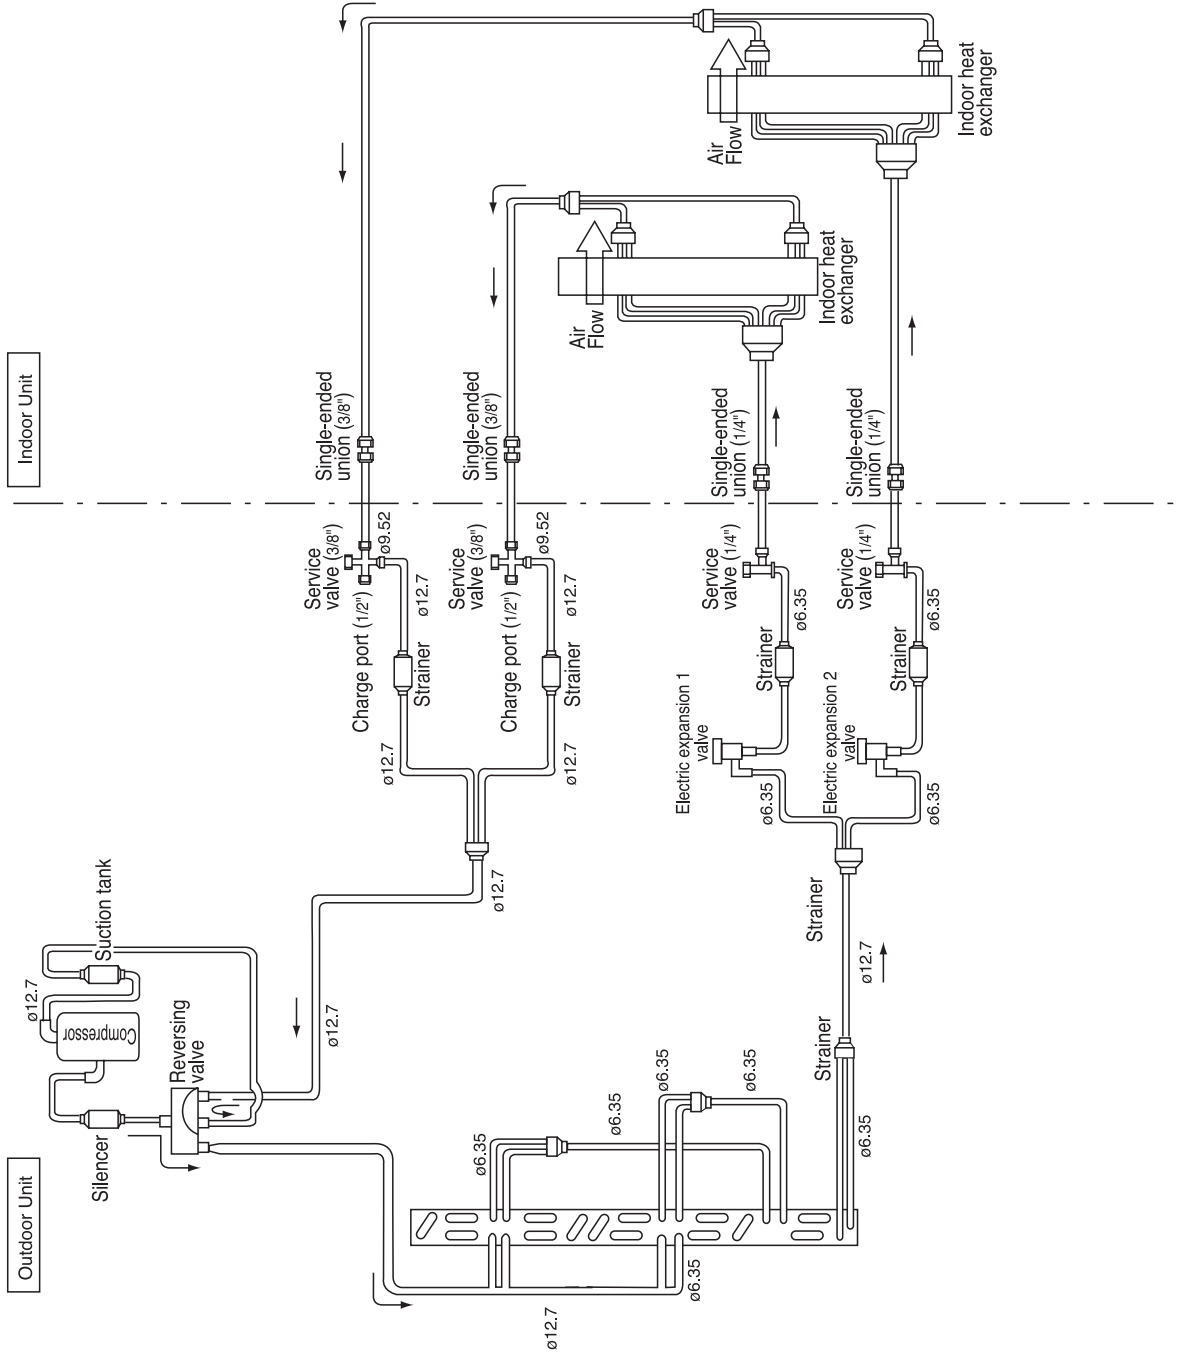 Indoor Unit
Outdoor Unit
Indoor heat
exchanger
Air
Flow
Indoor heat
exchanger
Air
Flow
Single-ended
union (3/8")
Single-ended
union (3/8")
Single-ended
union (1/4")
Single-ended
union (1/4")
Service
valve (3/8")
ø9.52
Charge port (1/2")
ø12.7
Strainer
ø12.7
Service
valve (3/8")
ø9.52
Charge port (1/2")
ø12.7
Strainer
ø12.7
Service
valve (1/4")
ø6.35
Strainer
Electric expansion 1
valve
ø6.35
Service
valve (1/4")
ø6.35
Strainer
Electric expansion 2
valve
ø6.35
ø12.7
ø12.7
Suction tank
ø12.7
Compressor
Reversing
valve
Silencer
Strainer
ø12.7
Strainer
ø6.35
ø6.35
ø6.35
ø6.35
ø6.35
ø6.35
ø12.7